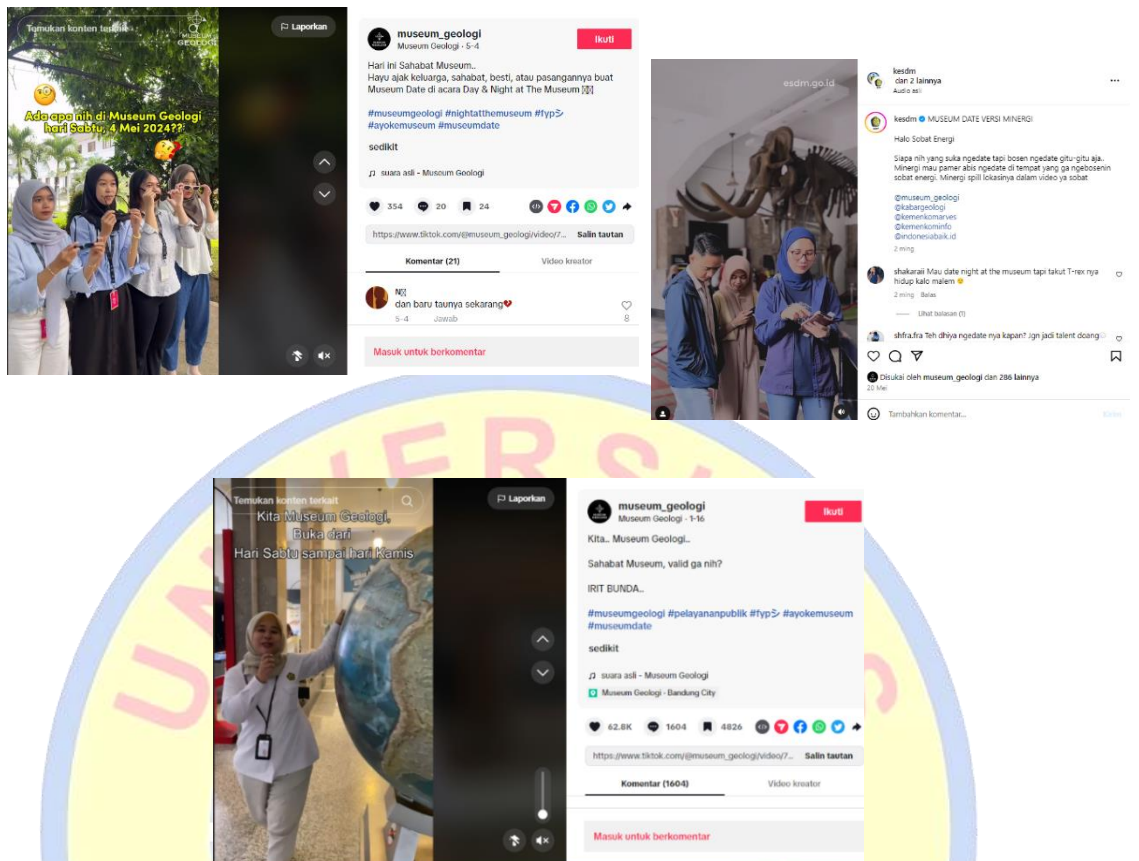 Temukan konten terkait
MUSEUM
GEOLOGI
Laporkan
Ada apa nih di Museum Geologi
hari Sabtu, 4 Mei 2024??
museum_geologi
Museum Geologi · 5-4
Ikuti
Hari ini Sahabat Museum..
Hayu ajak keluarga, sahabat, besti, atau pasangannya buat
Museum Date di acara Day & Night at The Museum
#museumgeologi #nightatthemuseum #fypシ
#ayokemuseum #museumdate
sedikit
♫ suara asli - Museum Geologi
354 20 24
https://www.tiktok.com/@museum_geologi/video/7... Salin tautan
Komentar (21) Video kreator
dan baru taunya sekarang💔
5-4 Jawab
8
Masuk untuk berkomentar
esdm.go.id
kesdm
dan 2 lainnya
Audio asli
kesdm MUSEUM DATE VERSI MINERGI
Halo Sobat Energi
Siapa nih yang suka ngedate tapi bosen ngedate gitu-gitu aja..
Minergi mau pamer abis ngedate di tempat yang ga ngebosenin
sobat energi. Minergi spill lokasinya dalam video ya sobat
@museum_geologi
@kabargeologi
@kemenkomarves
@kemenkominfo
@indonesiabaik.id
2 ming
shakaraii Mau date night at the museum tapi takut T-rex nya
hidup kalo malem
2 ming Balas
Lihat balasan (1)
shfra.fra Teh dhiya ngedate nya kapan? Jgn jadi talent doang
Disukai oleh museum_geologi dan 286 lainnya
20 Mei
Tambahkan komentar...
Kirim
UNIVERSI
S
Temukan konten terkait
Laporkan
Kita Museum Geologi,
Buka dari
Hari Sabtu sampai hari Kamis
museum_geologi
Museum Geologi · 1-16
Ikuti
Kita.. Museum Geologi..
Sahabat Museum, valid ga nih?
IRIT BUNDA..
#museumgeologi #pelayananpublik #fypシ #ayokemuseum
#museumdate
sedikit
♫ suara asli - Museum Geologi
Museum Geologi · Bandung City
62.8K 1604 4826
https://www.tiktok.com/@museum_geologi/video/7... Salin tautan
Komentar (1604) Video kreator
Masuk untuk berkomentar